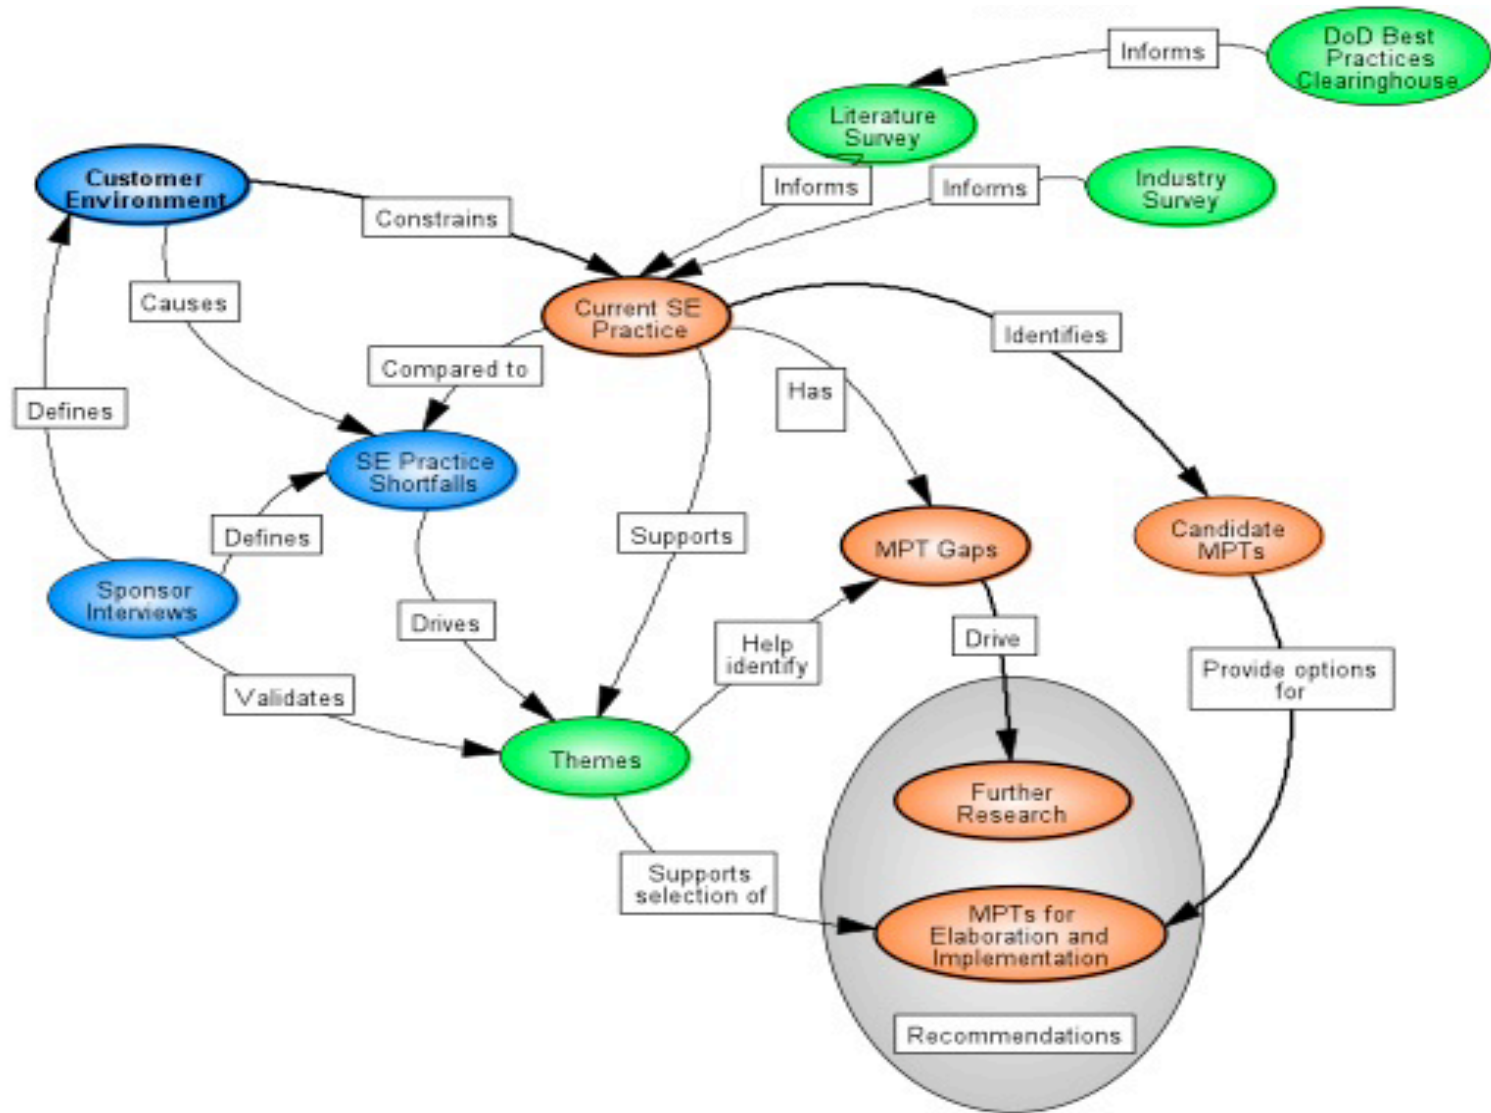 DoD Best
Practices
Clearinghouse
Informs
Literature
Survey
Customer
Environment
Informs
Informs
Industry
Survey
Constrains
Causes
Current SE
Practice
Identifies
Compared to
Has
Defines
SE Practice
Shortfalls
Defines
Supports
MPT Gaps
Candidate
MPTs
Sponsor
Interviews
Drives
Help
identify
Drive
Provide options
for
Validates
Themes
Further
Research
Supports
selection of
MPTs for
Elaboration and
Implementation
Recommendations